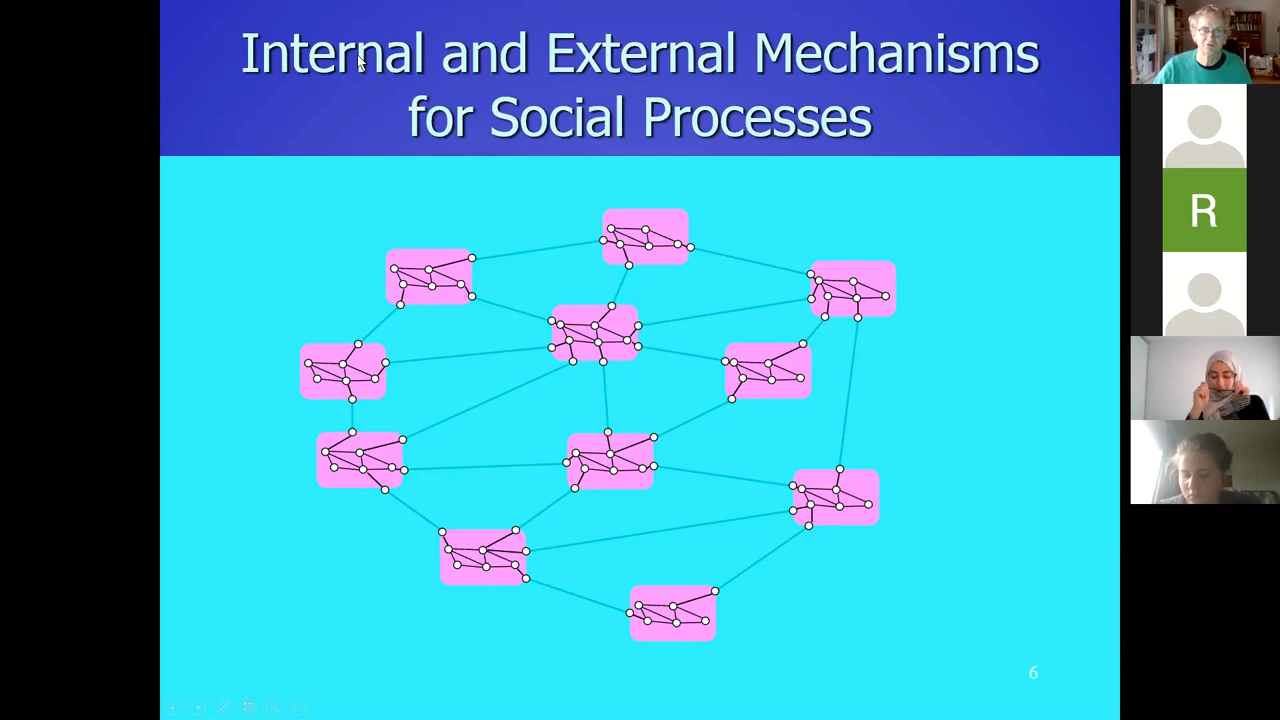 Internal and External Mechanisms
for Social Processes
R
6